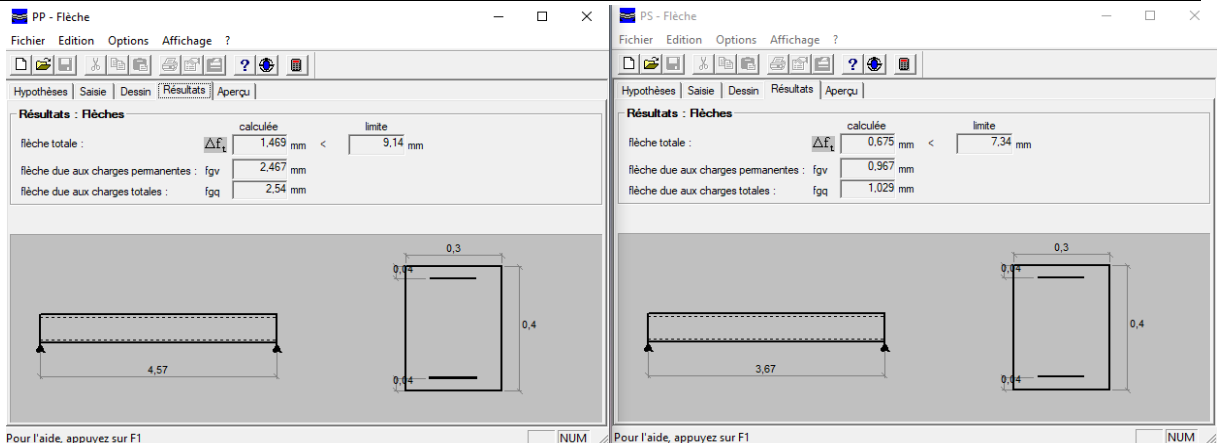 PP - Flèche
Fichier Edition Options Affichage ?
Hypothèses Saisie Dessin Résultats Aperçu
Résultats : Flèches
calculée limite
flèche totale : Δft 1,469 mm < 9,14 mm
flèche due aux charges permanentes : fgv 2,467 mm
flèche due aux charges totales : fgq 2,54 mm
0,3
0,04
0,4
4,57
0,04
Pour l'aide, appuyez sur F1 NUM
PS - Flèche
Fichier Edition Options Affichage ?
Hypothèses Saisie Dessin Résultats Aperçu
Résultats : Flèches
calculée limite
flèche totale : Δft 0,675 mm < 7,34 mm
flèche due aux charges permanentes : fgv 0,967 mm
flèche due aux charges totales : fgq 1,029 mm
0,3
0,04
0,4
3,67
0,04
Pour l'aide, appuyez sur F1 NUM